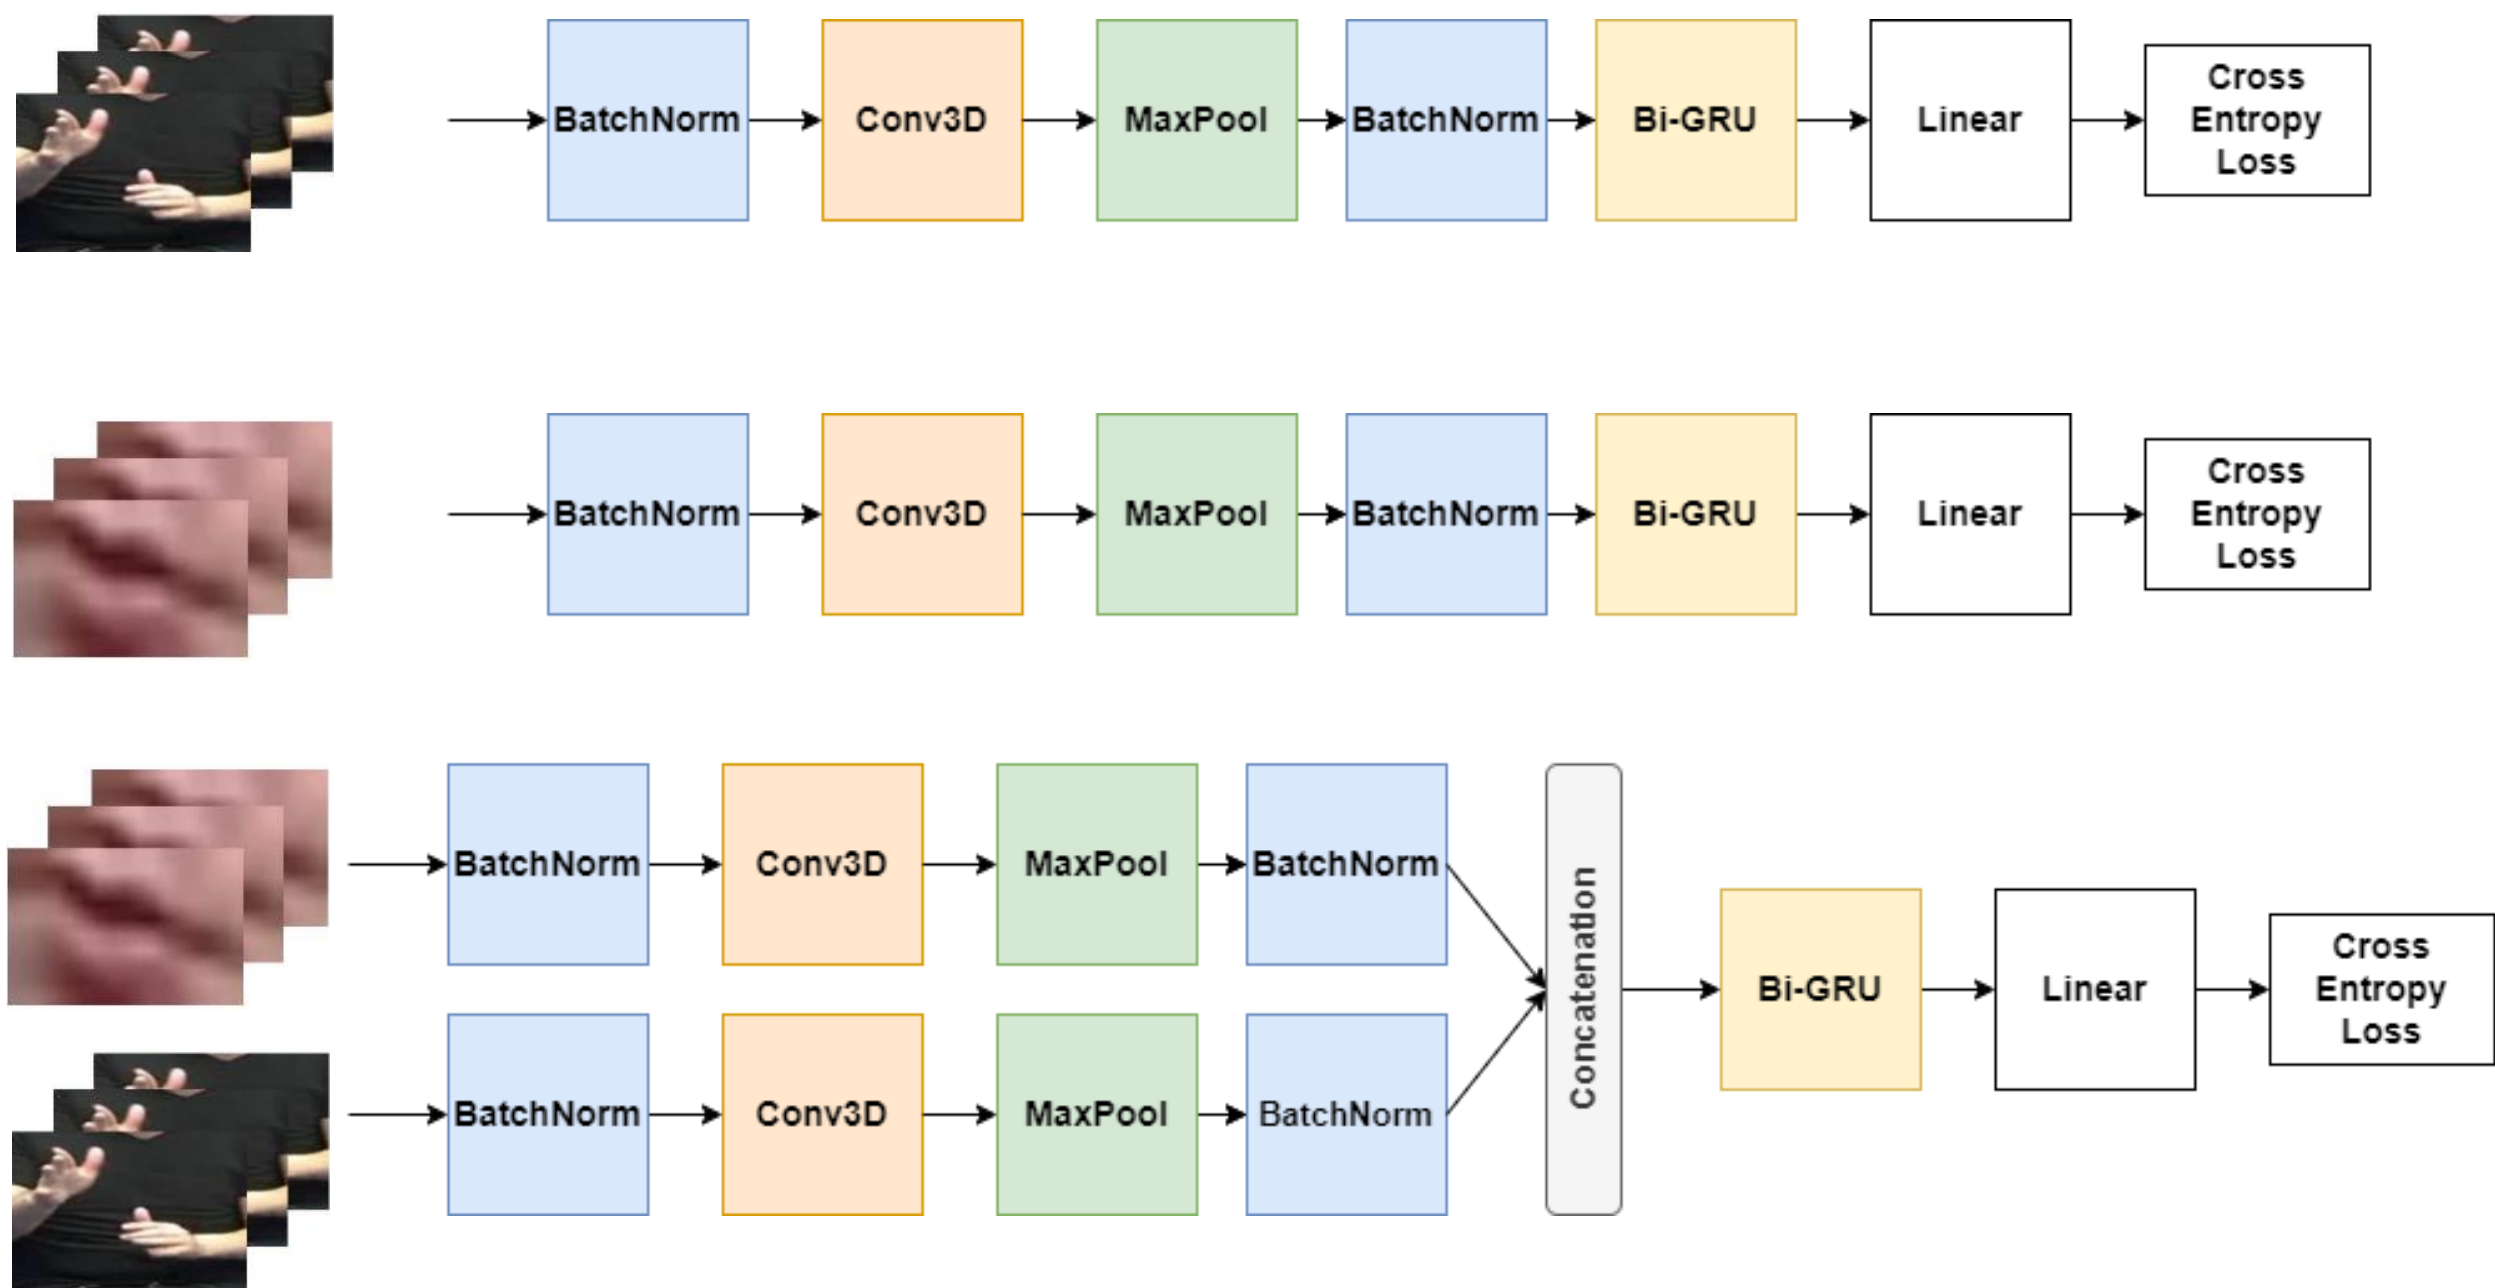 BatchNorm
Conv3D
MaxPool
BatchNorm
Bi-GRU
Linear
Cross
Entropy
Loss
BatchNorm
Conv3D
MaxPool
BatchNorm
Bi-GRU
Linear
Cross
Entropy
Loss
BatchNorm
Conv3D
MaxPool
BatchNorm
BatchNorm
Conv3D
MaxPool
BatchNorm
Concatenation
Bi-GRU
Linear
Cross
Entropy
Loss